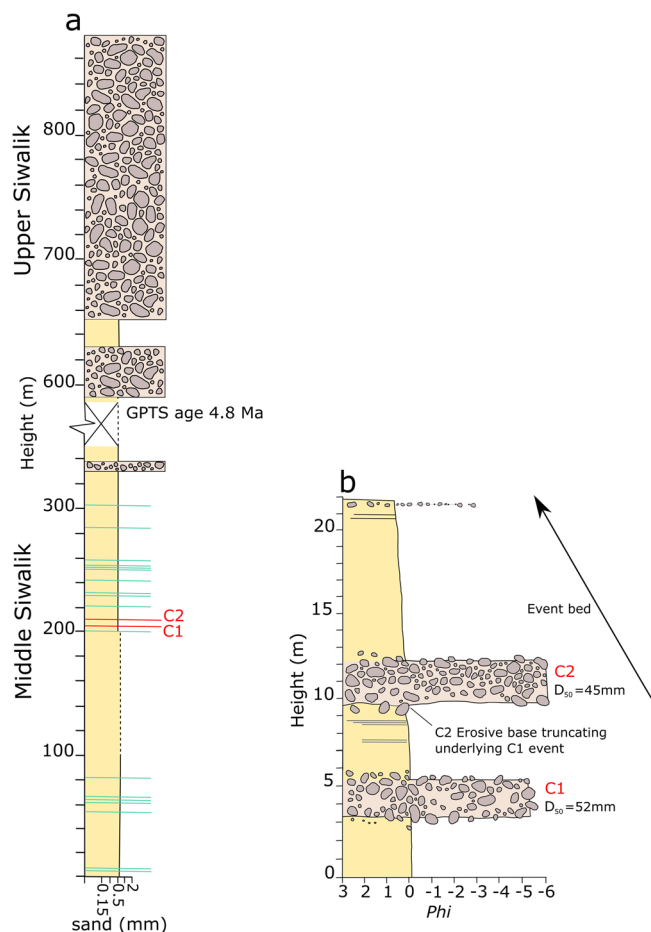 a
Upper Siwalik
Height (m)
Middle Siwalik
800
700
600
300
200
100
GPTS age 4.8 Ma
C2
C1
0.15
0.5
2
sand (mm)
b
Height (m)
20
15
10
5
0
Event bed
C2
D₅₀=45mm
C2 Erosive base truncating
underlying C1 event
C1
D₅₀=52mm
3 2 1 0 -1 -2 -3 -4 -5 -6
Phi